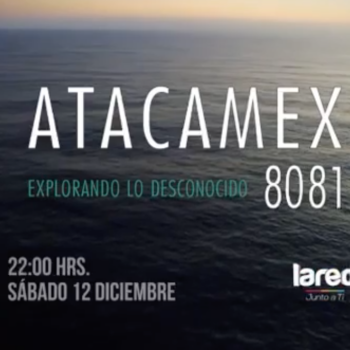 ATACAMEX
EXPLORANDO LO DESCONOCIDO 8081
22:00 HRS.
SÁBADO 12 DICIEMBRE
lared
Junto a Ti